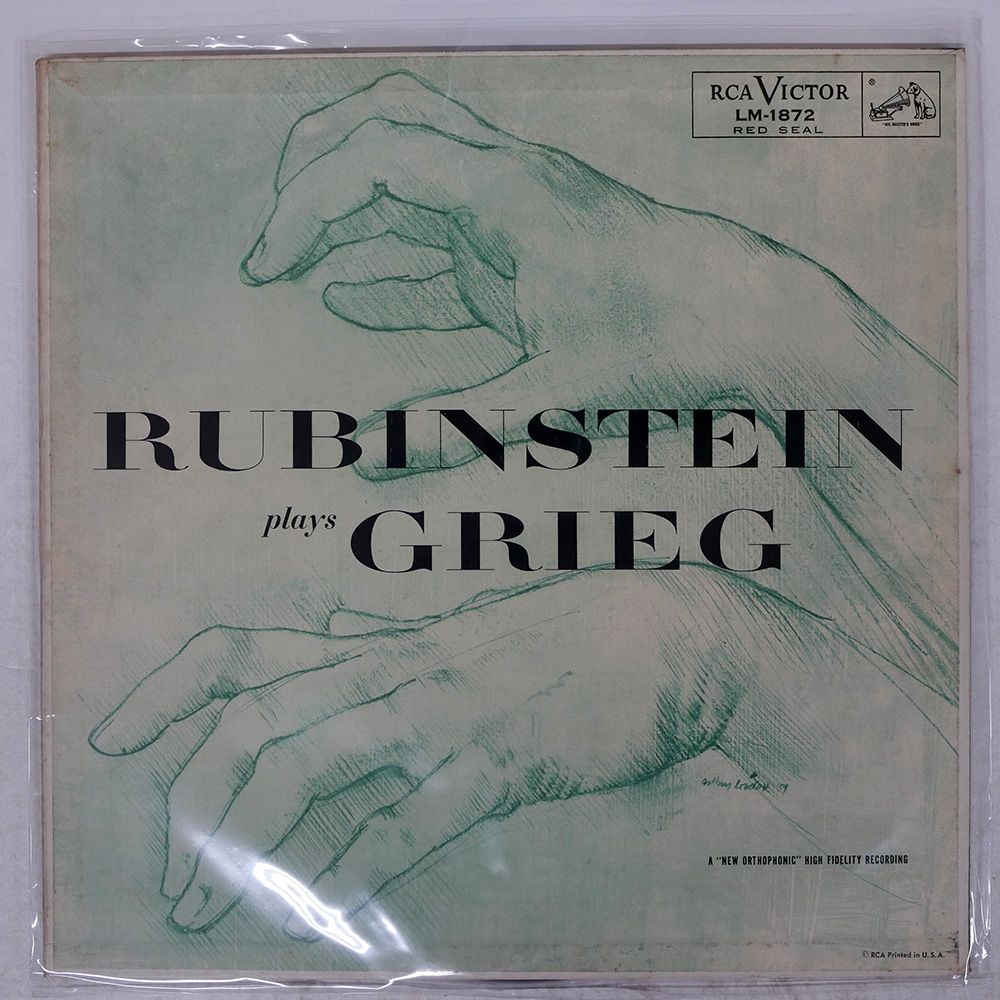 RCA VICTOR
LM-1872
RED SEAL
®
"HIS MASTER'S VOICE"
RUBINSTEIN
plays GRIEG
A "NEW ORTHOPHONIC" HIGH FIDELITY RECORDING
© RCA Printed in U. S. A.